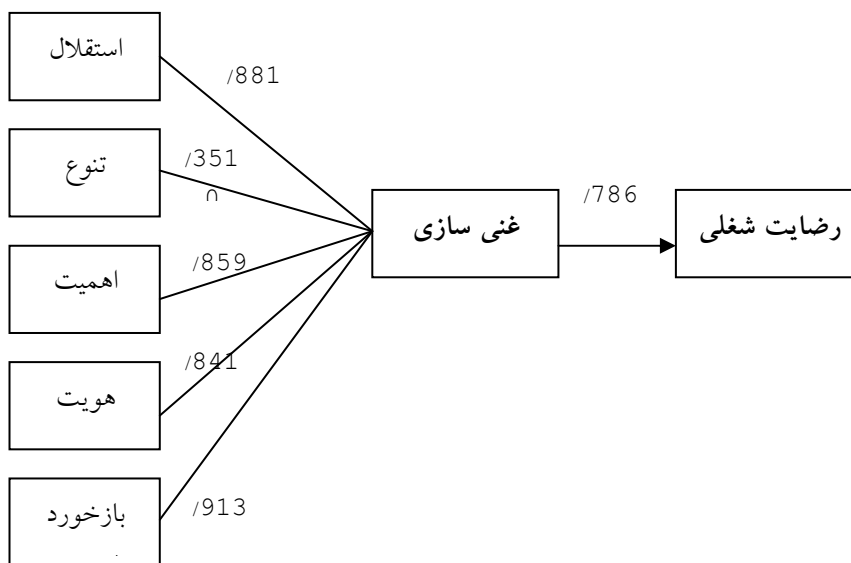 استقلال
/881
تنوع
/351
اهمیت
/859
هویت
/841
بازخورد
/913
غنی سازی
/786
رضایت شغلی